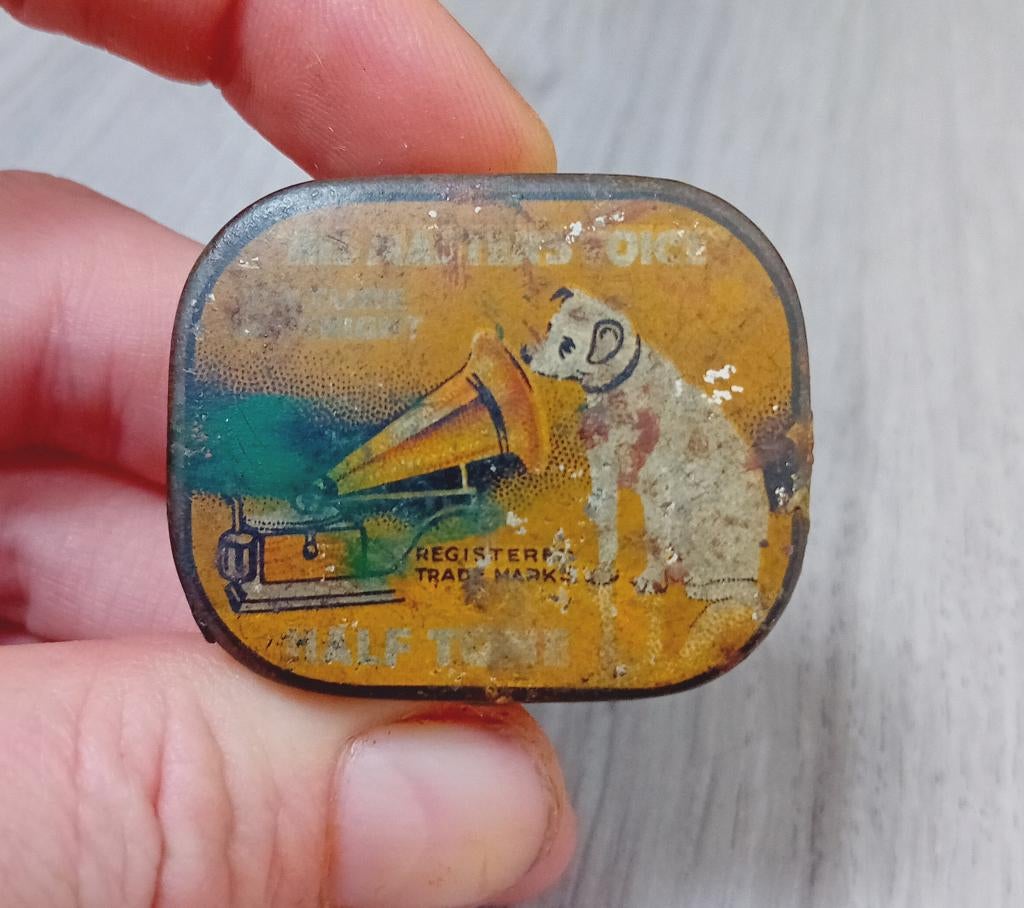 HIS MASTER'S VOICE
HALF TONE
REGISTERED
TRADE MARKS